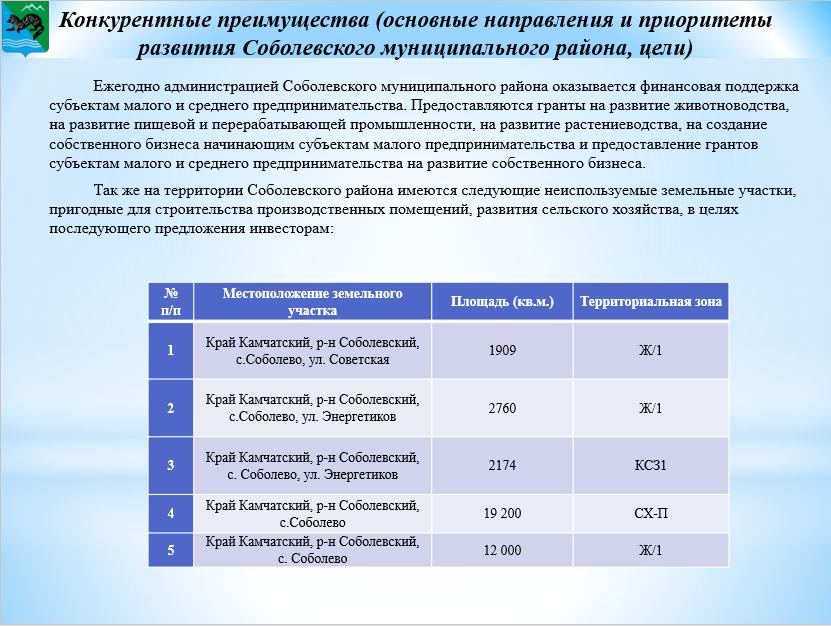 Конкурентные преимущества (основные направления и приоритеты
развития Соболевского муниципального района, цели)
Ежегодно администрацией Соболевского муниципального района оказывается финансовая поддержка
субъектам малого и среднего предпринимательства. Предоставляются гранты на развитие животноводства,
на развитие пищевой и перерабатывающей промышленности, на развитие растениеводства, на создание
собственного бизнеса начинающим субъектам малого предпринимательства и предоставление грантов
субъектам малого и среднего предпринимательства на развитие собственного бизнеса.
Так же на территории Соболевского района имеются следующие неиспользуемые земельные участки,
пригодные для строительства производственных помещений, развития сельского хозяйства, в целях
последующего предложения инвесторам:
№
п/п
Местоположение земельного
участка
Площадь (кв.м.)
Территориальная зона
1
Край Камчатский, р-н Соболевский,
с.Соболево, ул. Советская
1909
Ж/1
2
Край Камчатский, р-н Соболевский,
с.Соболево, ул. Энергетиков
2760
Ж/1
3
Край Камчатский, р-н Соболевский,
с. Соболево, ул. Энергетиков
2174
КСЗ1
4
Край Камчатский, р-н Соболевский,
с.Соболево
19 200
СХ-П
5
Край Камчатский, р-н Соболевский,
с. Соболево
12 000
Ж/1